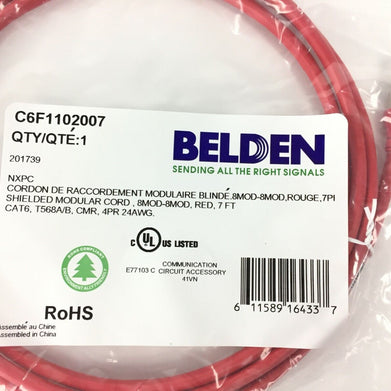 C6F1102007
QTY/QTÉ:1
BELDEN
SENDING ALL THE RIGHT SIGNALS
201739
NXPC
CORDON DE RACCORDEMENT MODULAIRE BLINDÉ,8MOD-8MOD,ROUGE,7PI
SHIELDED MODULAR CORD , 8MOD-8MOD, RED, 7 FT
CAT6, T568A/B, CMR, 4PR 24AWG.
c UL US LISTED
COMMUNICATION
E77103 C CIRCUIT ACCESSORY
41VN
RoHS
6 11589 16433 7
Assemblé au Chine
Assembled in China